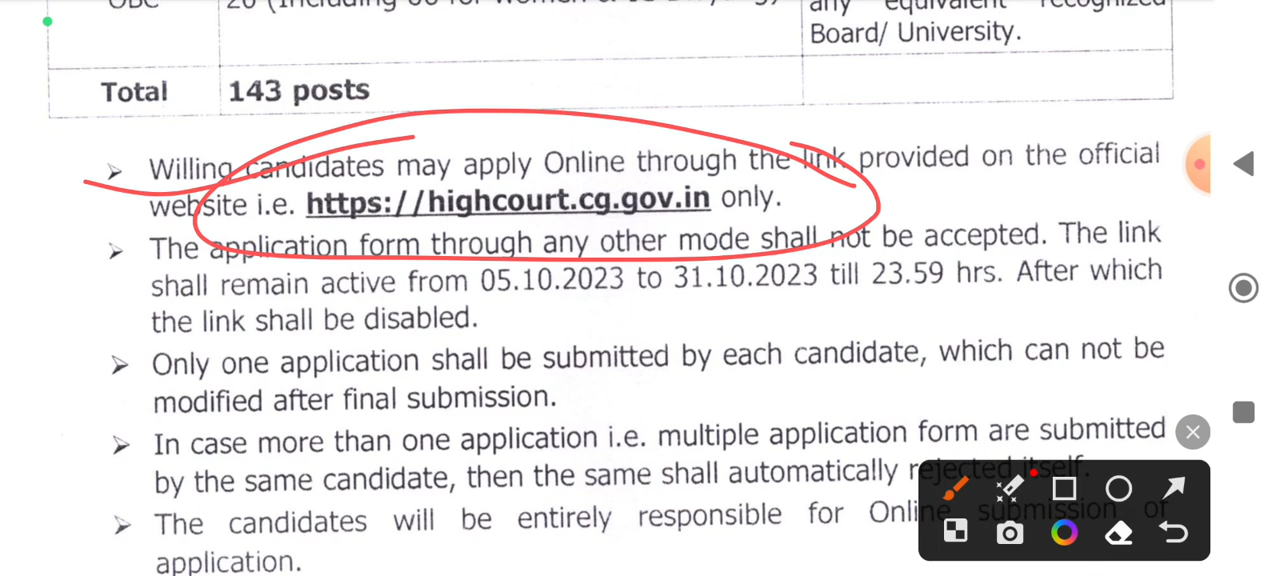 OBC
any equivalent recognized
Board/ University.
Total 143 posts
➢ Willing candidates may apply Online through the link provided on the official
website i.e. https://highcourt.cg.gov.in only.
➢ The application form through any other mode shall not be accepted. The link
shall remain active from 05.10.2023 to 31.10.2023 till 23.59 hrs. After which
the link shall be disabled.
➢ Only one application shall be submitted by each candidate, which can not be
modified after final submission.
➢ In case more than one application i.e. multiple application form are submitted
by the same candidate, then the same shall automatically rejected itself.
➢ The candidates will be entirely responsible for Online submission of
application.